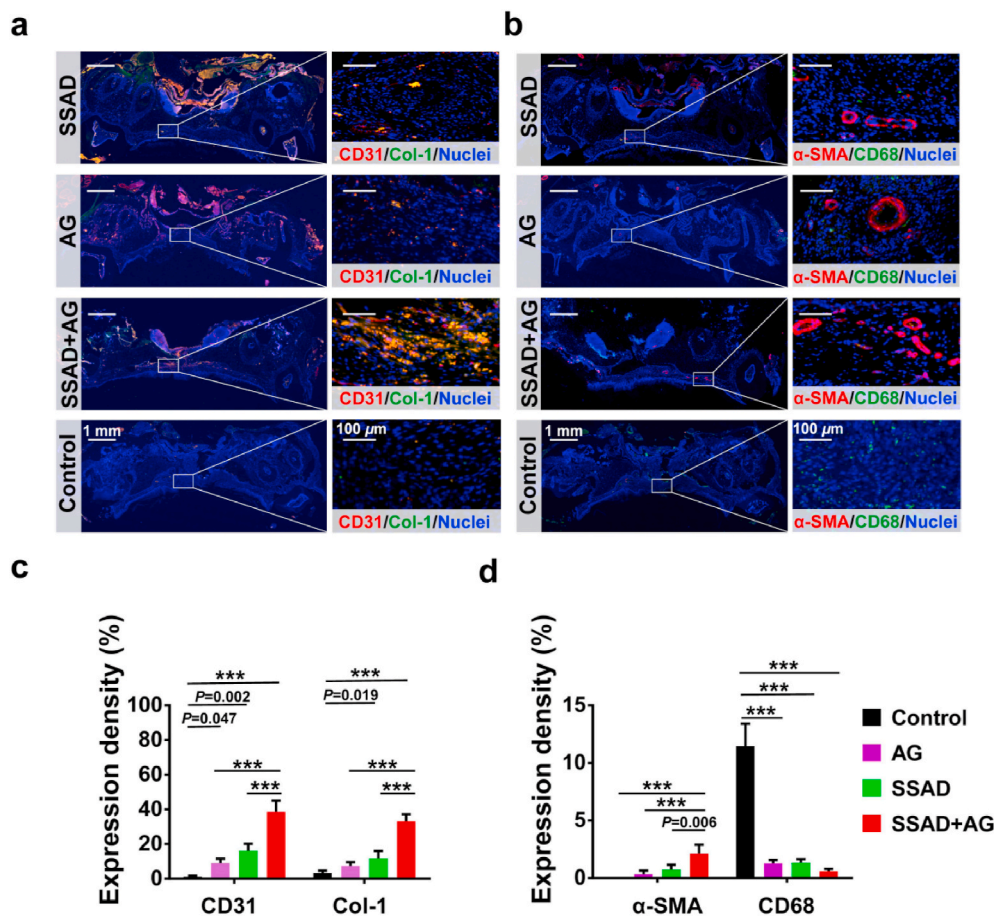 a
SSAD
CD31/Col-1/Nuclei
AG
CD31/Col-1/Nuclei
SSAD+AG
CD31/Col-1/Nuclei
Control
1 mm
100 µm
CD31/Col-1/Nuclei
b
SSAD
α-SMA/CD68/Nuclei
AG
α-SMA/CD68/Nuclei
SSAD+AG
α-SMA/CD68/Nuclei
Control
1 mm
100 µm
α-SMA/CD68/Nuclei
c
Expression density (%)
100
80
60
40
20
0
***
P=0.002
P=0.047
***
***
***
P=0.019
***
***
CD31
Col-1
d
Expression density (%)
15
10
5
0
***
***
P=0.006
***
***
***
α-SMA
CD68
Control
AG
SSAD
SSAD+AG